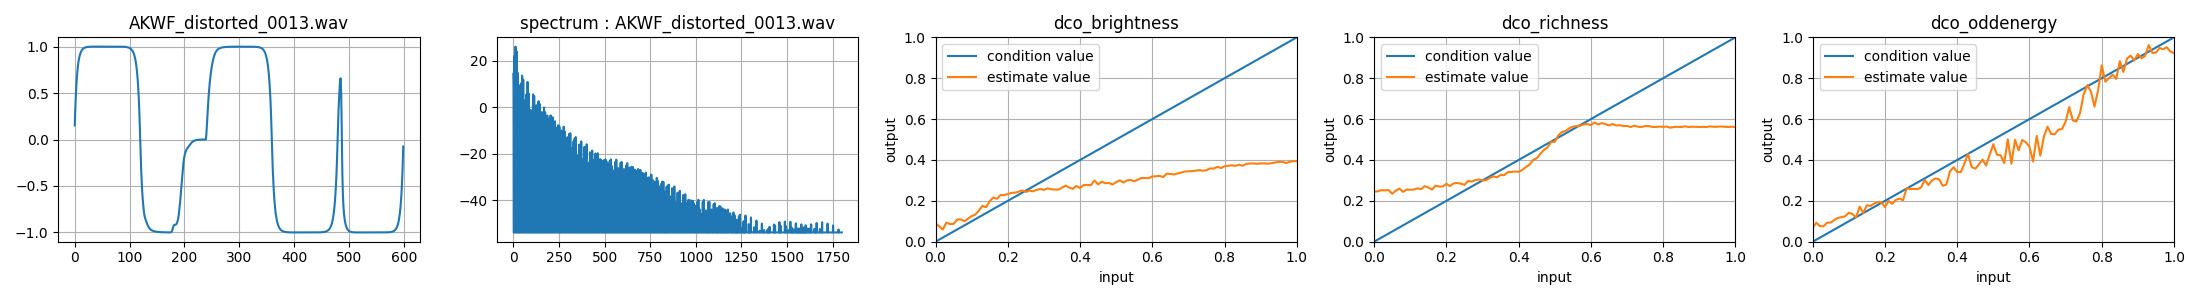 AKWF_distorted_0013.wav
1.0
0.5
0.0
−0.5
−1.0
0 100 200 300 400 500 600
spectrum : AKWF_distorted_0013.wav
20
0
−20
−40
0 250 500 750 1000 1250 1500 1750
dco_brightness
condition value
estimate value
output
1.0
0.8
0.6
0.4
0.2
0.0
0.0 0.2 0.4 0.6 0.8 1.0
input
dco_richness
condition value
estimate value
output
1.0
0.8
0.6
0.4
0.2
0.0
0.0 0.2 0.4 0.6 0.8 1.0
input
dco_oddenergy
condition value
estimate value
output
1.0
0.8
0.6
0.4
0.2
0.0
0.0 0.2 0.4 0.6 0.8 1.0
input